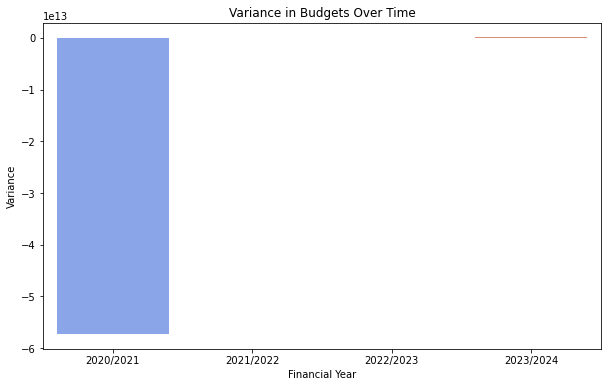 Variance in Budgets Over Time
1e13
0
−1
−2
−3
−4
−5
−6
Variance
2020/2021
2021/2022
2022/2023
2023/2024
Financial Year